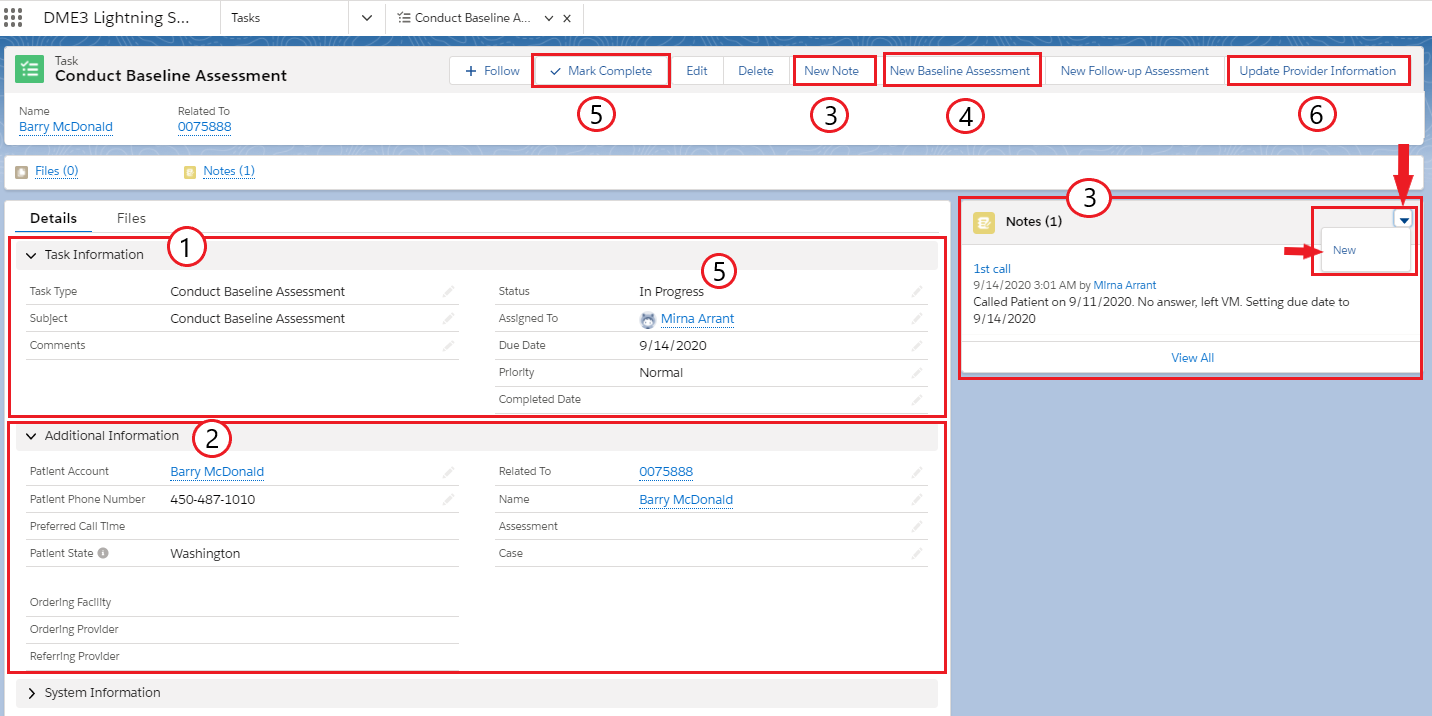 DME3 Lightning S... Tasks Conduct Baseline A...
Task
Conduct Baseline Assessment
Follow Mark Complete Edit Delete New Note New Baseline Assessment New Follow-up Assessment Update Provider Information
5 3 4 6
Name Related To
Barry McDonald 0075888
Files (0) Notes (1)
Details Files
1
Task Information
5
Task Type Conduct Baseline Assessment Status In Progress
Subject Conduct Baseline Assessment Assigned To Mirna Arrant
Comments Due Date 9/14/2020
Priority Normal
Completed Date
2
Additional Information
Patient Account Barry McDonald Related To 0075888
Patient Phone Number 450-487-1010 Name Barry McDonald
Preferred Call Time Assessment
Patient State Washington Case
Ordering Facility
Ordering Provider
Referring Provider
System Information
3
Notes (1)
New
1st call
9/14/2020 3:01 AM by Mirna Arrant
Called Patient on 9/11/2020. No answer, left VM. Setting due date to
9/14/2020
View All